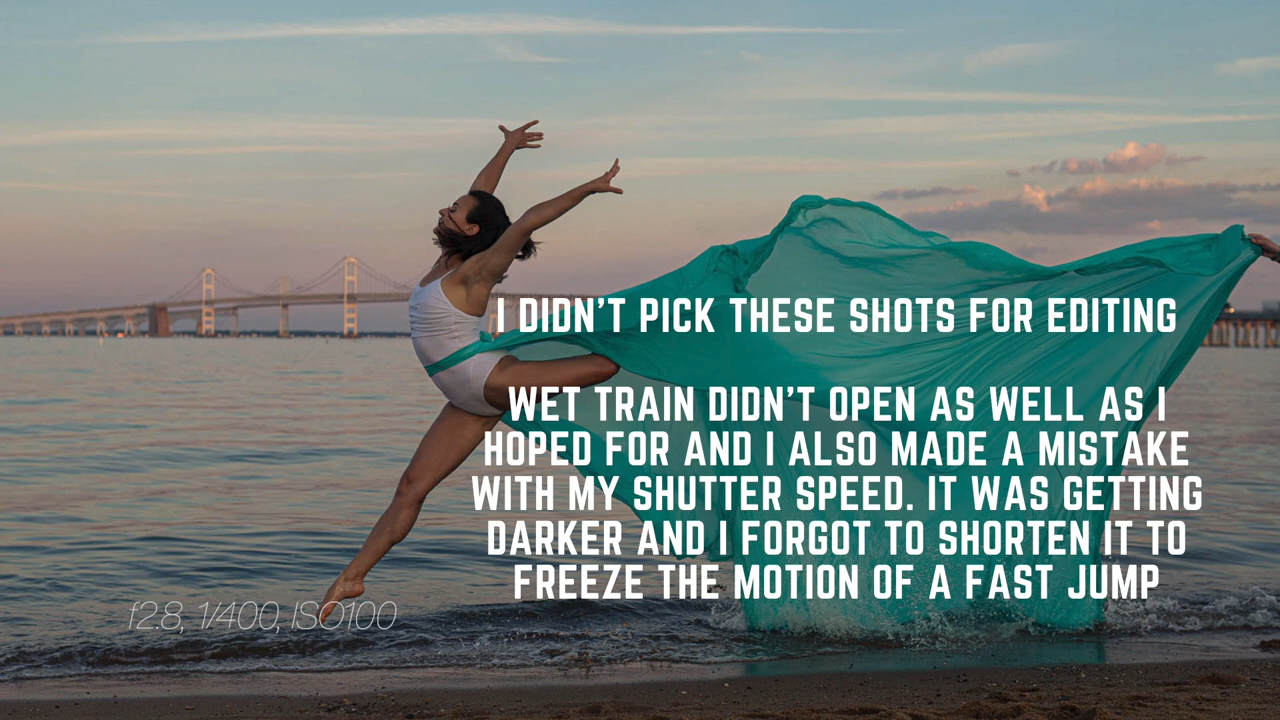 I DIDN'T PICK THESE SHOTS FOR EDITING
WET TRAIN DIDN'T OPEN AS WELL AS I
HOPED FOR AND I ALSO MADE A MISTAKE
WITH MY SHUTTER SPEED. IT WAS GETTING
DARKER AND I FORGOT TO SHORTEN IT TO
FREEZE THE MOTION OF A FAST JUMP
f2.8, 1/400, ISO100